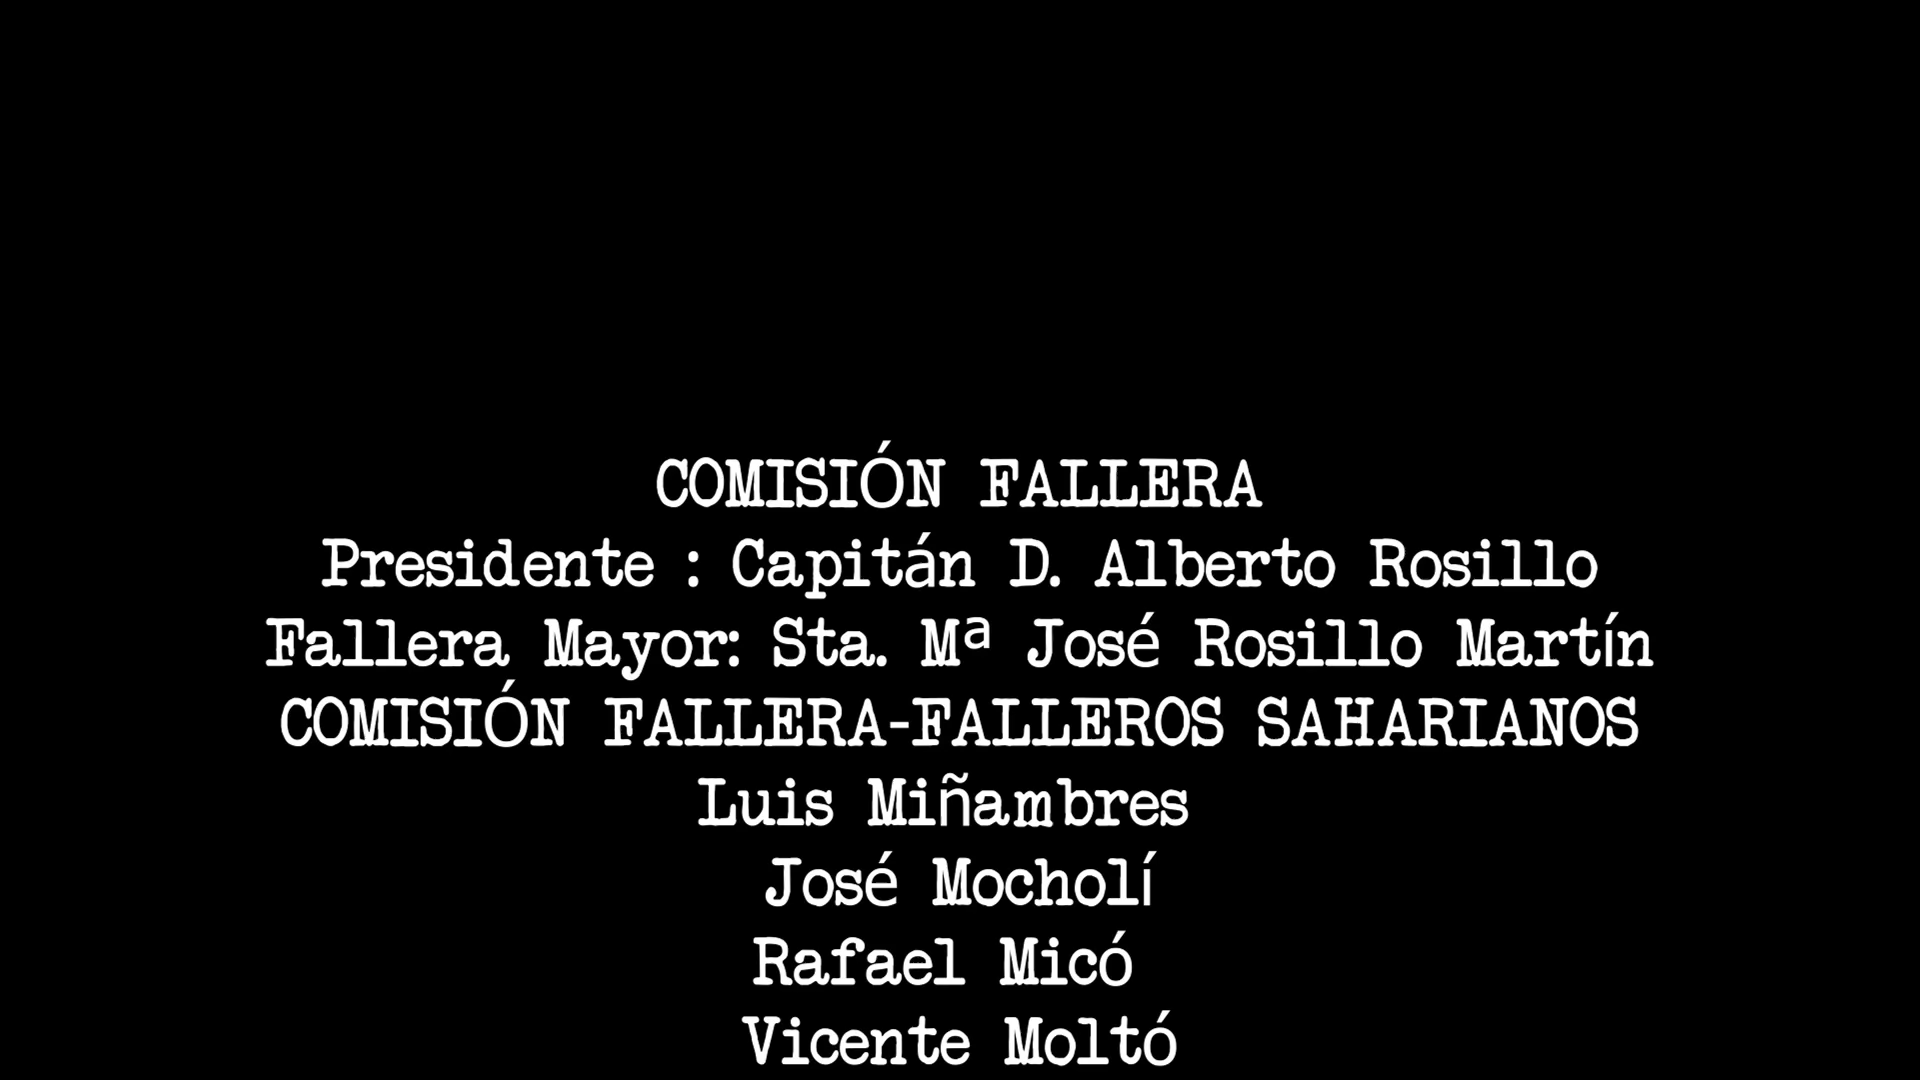 COMISIÓN FALLERA
Presidente : Capitán D. Alberto Rosillo
Fallera Mayor: Sta. Mª José Rosillo Martín
COMISIÓN FALLERA-FALLEROS SAHARIANOS
Luis Miñambres
José Mocholí
Rafael Micó
Vicente Moltó